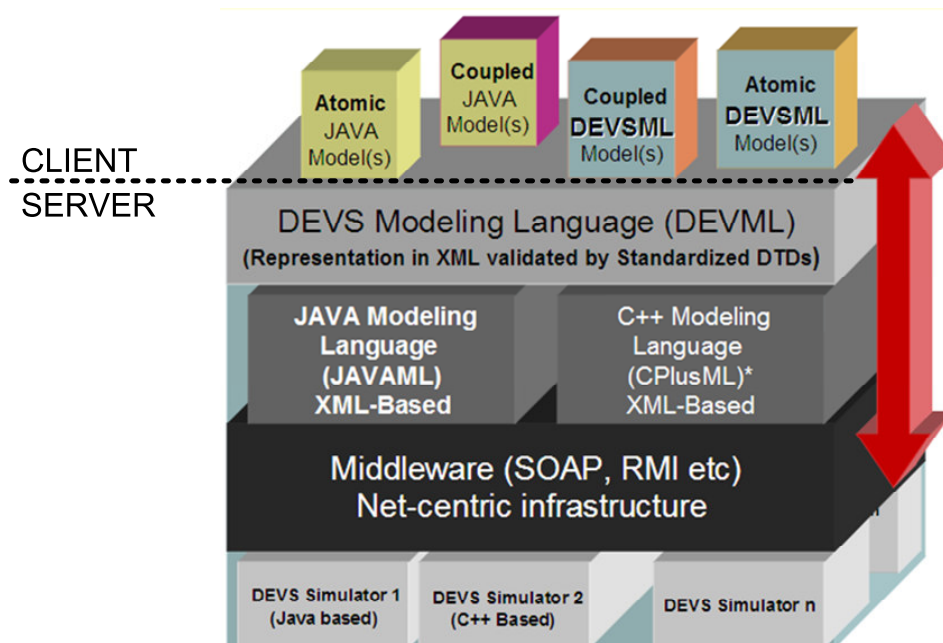 Atomic
JAVA
Model(s)
Coupled
JAVA
Model(s)
Coupled
DEVSML
Model(s)
Atomic
DEVSML
Model(s)
CLIENT
SERVER
DEVS Modeling Language (DEVML)
(Representation in XML validated by Standardized DTDs)
JAVA Modeling
Language
(JAVAML)
XML-Based
C++ Modeling
Language
(CPlusML)*
XML-Based
Middleware (SOAP, RMI etc)
Net-centric infrastructure
DEVS Simulator 1
(Java based)
DEVS Simulator 2
(C++ Based)
DEVS Simulator n